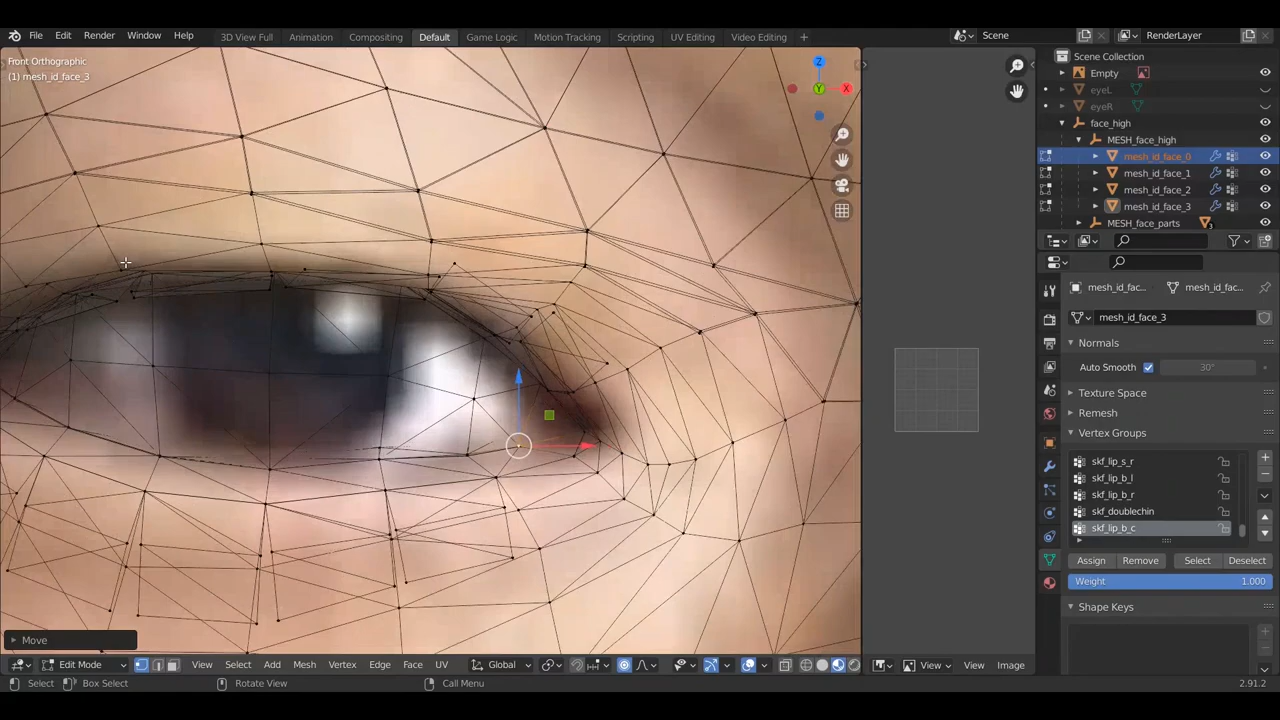 File Edit Render Window Help 3D View Full Animation Compositing Default Game Logic Motion Tracking Scripting UV Editing Video Editing + Scene RenderLayer
Front Orthographic
(1) mesh_id_face_3
Z
Y X
Scene Collection
Empty
eyeL
eyeR
face_high
MESH_face_high
mesh_id_face_0
mesh_id_face_1
mesh_id_face_2
mesh_id_face_3
MESH_face_parts 3
mesh_id_fac... mesh_id_fac...
mesh_id_face_3
Normals
Auto Smooth 30°
Texture Space
Remesh
Vertex Groups
skf_lip_s_r
skf_lip_b_l
skf_lip_b_r
skf_doublechin
skf_lip_b_c
Assign Remove Select Deselect
Weight 1.000
Shape Keys
Move
Edit Mode View Select Add Mesh Vertex Edge Face UV Global View View Image
Select Box Select Rotate View Call Menu 2.91.2